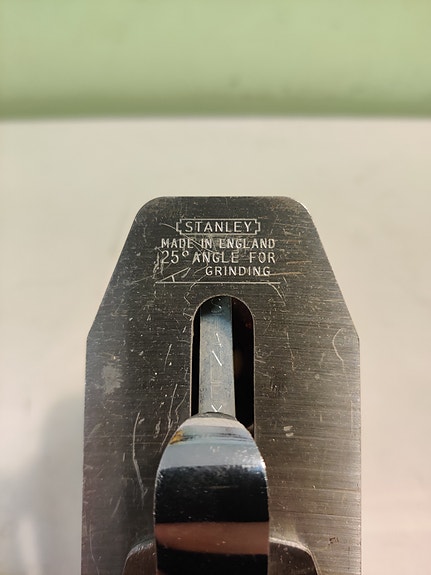 STANLEY
MADE IN ENGLAND
25° ANGLE FOR
GRINDING